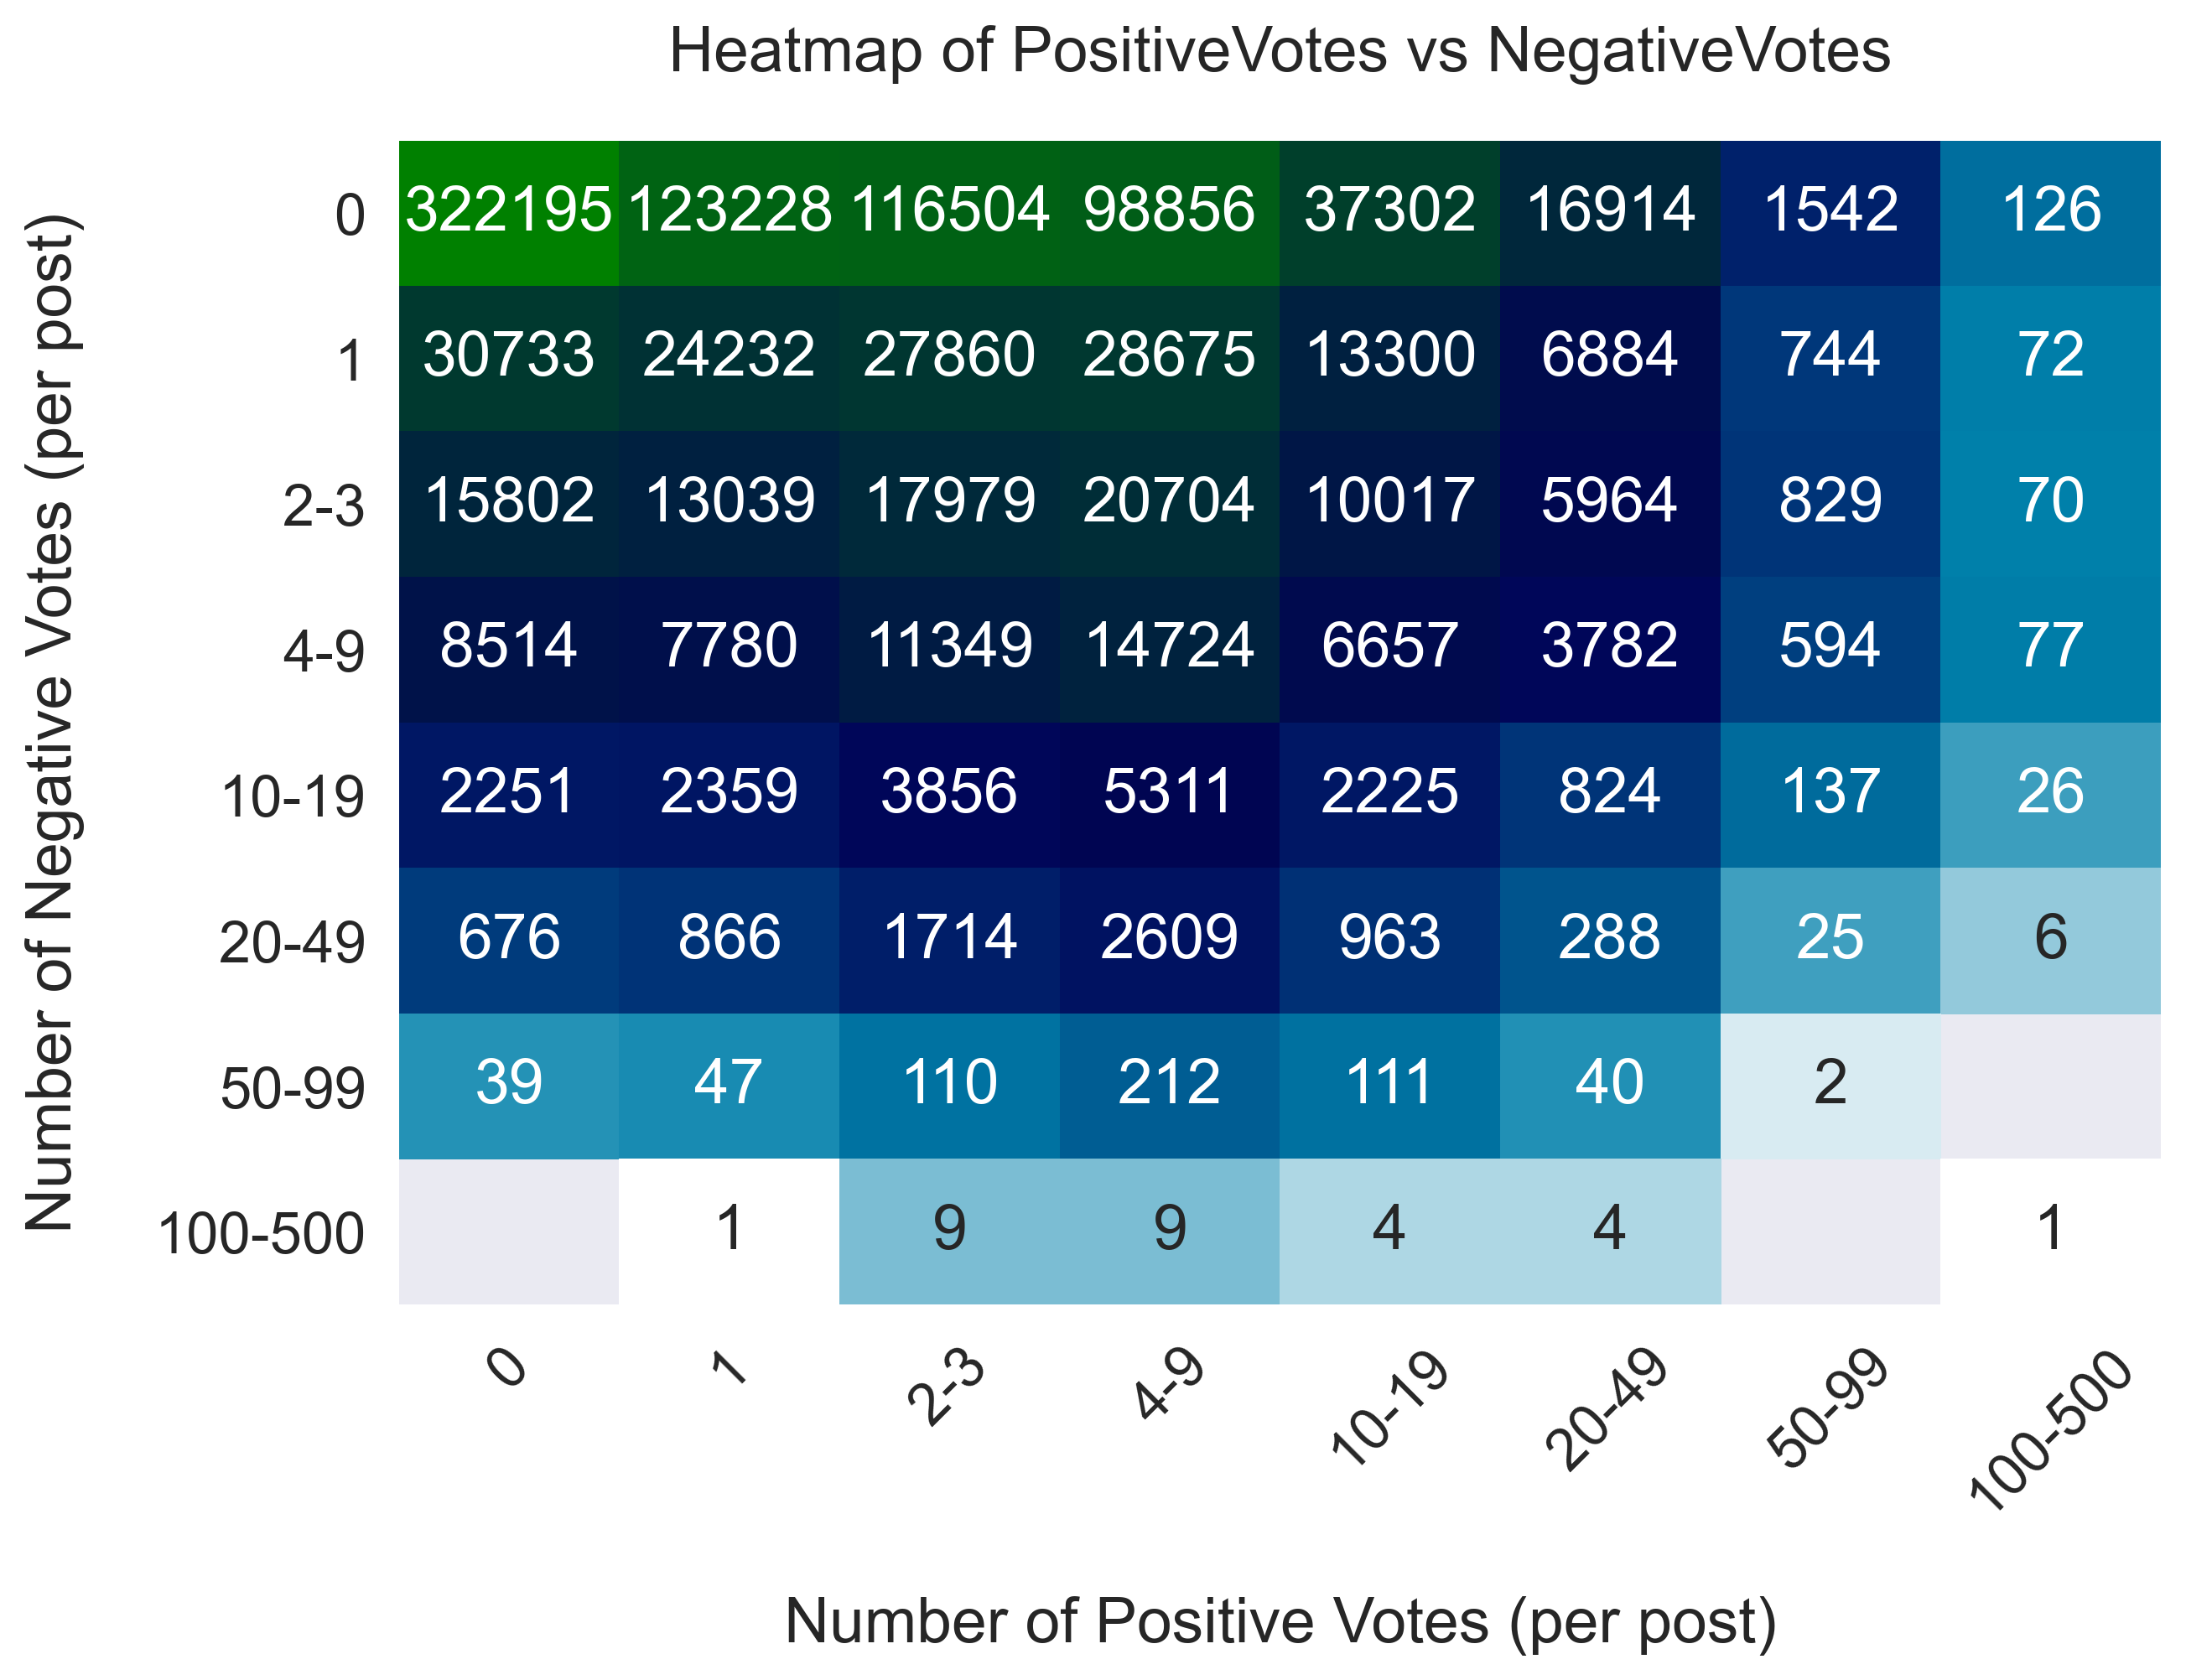 Heatmap of PositiveVotes vs NegativeVotes
Number of Negative Votes (per post)
0 322195 123228 116504 98856 37302 16914 1542 126
1 30733 24232 27860 28675 13300 6884 744 72
2-3 15802 13039 17979 20704 10017 5964 829 70
4-9 8514 7780 11349 14724 6657 3782 594 77
10-19 2251 2359 3856 5311 2225 824 137 26
20-49 676 866 1714 2609 963 288 25 6
50-99 39 47 110 212 111 40 2
100-500 1 9 9 4 4 1
0 1 2-3 4-9 10-19 20-49 50-99 100-500
Number of Positive Votes (per post)